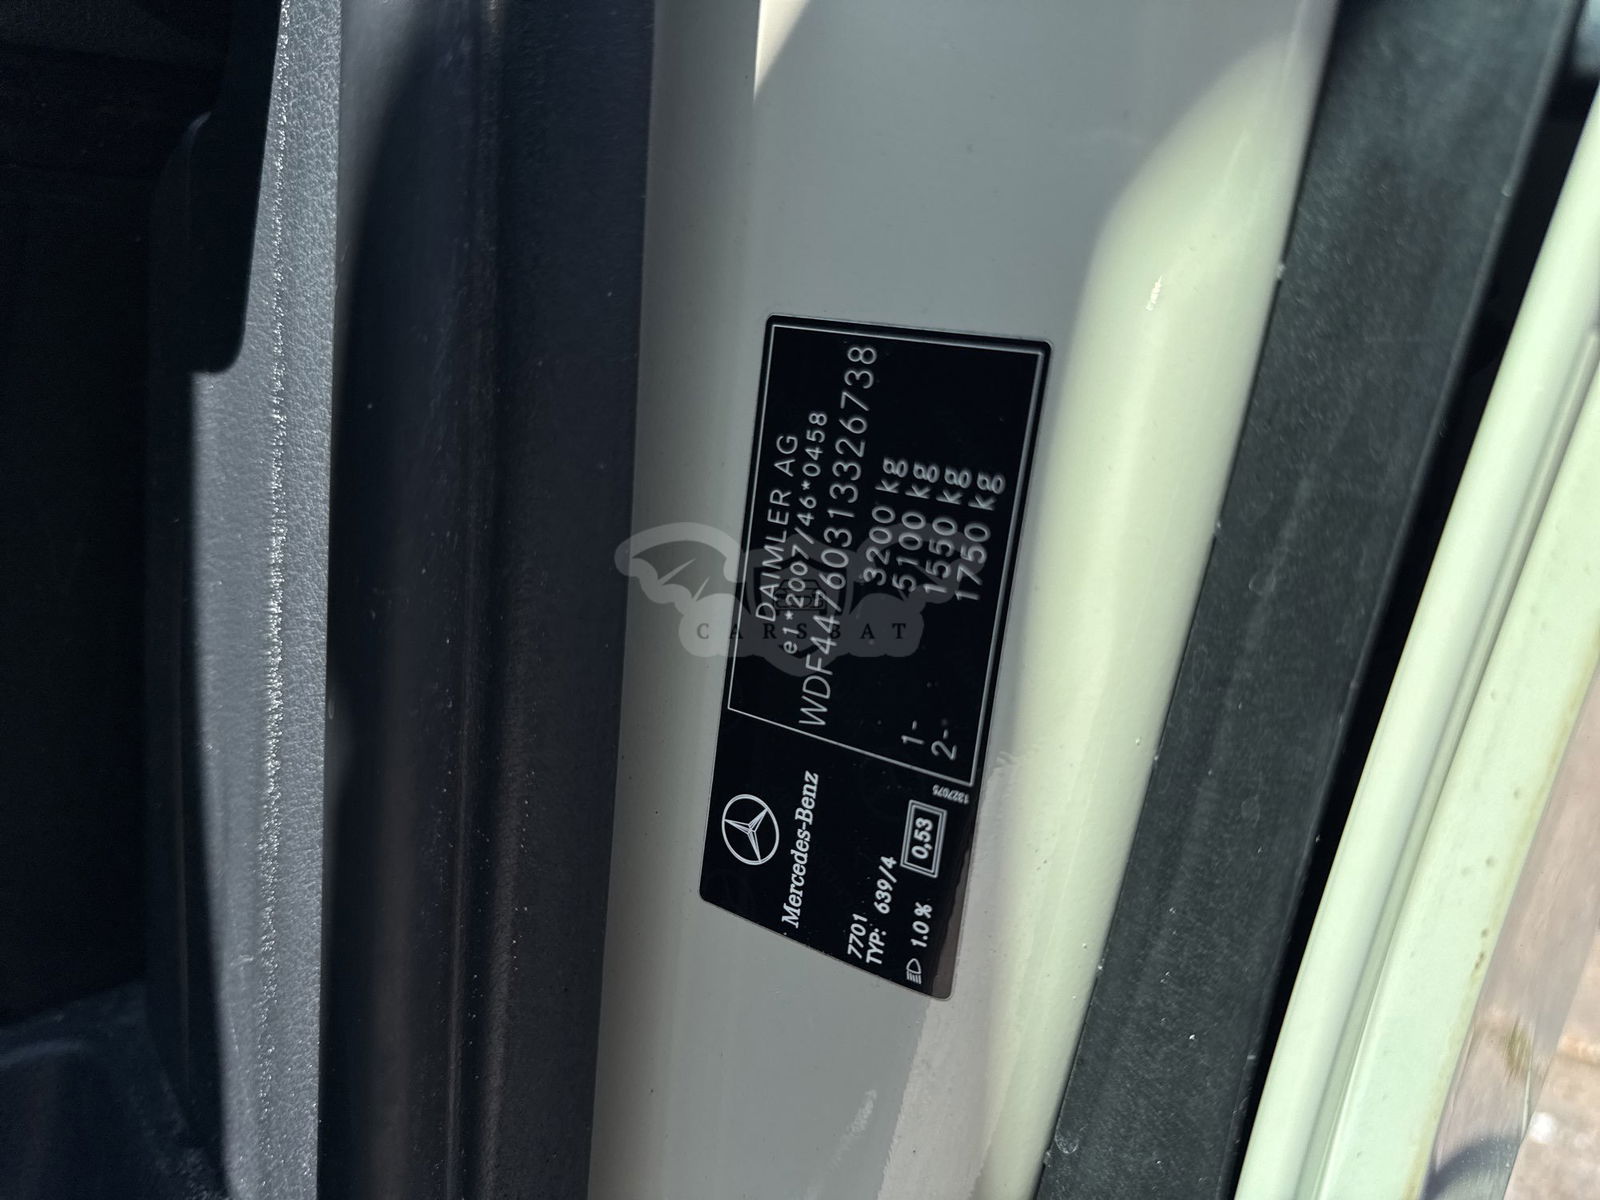 DAIMLER AG
e1*2007/46*0458
WDF44760313326738
3200 kg
5100 kg
1- 1550 kg
2- 1750 kg
Mercedes-Benz
7701
TYP: 639/4
1.0 %
0,53
1327075
CARSBAT